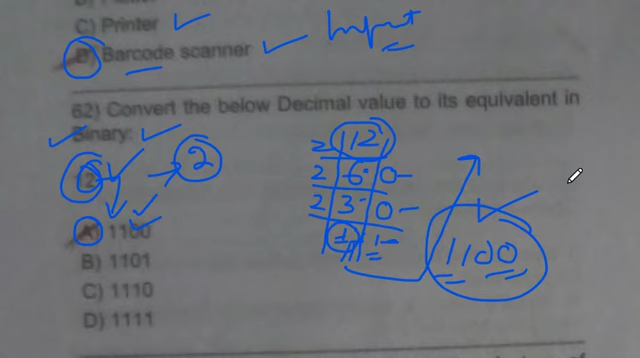 C) Printer
Input
B) Barcode scanner
62) Convert the below Decimal value to its equivalent in
Binary:
2
12
2 112
2 6 0
2 3 0
1 1
A) 1100
1100
B) 1101
C) 1110
D) 1111